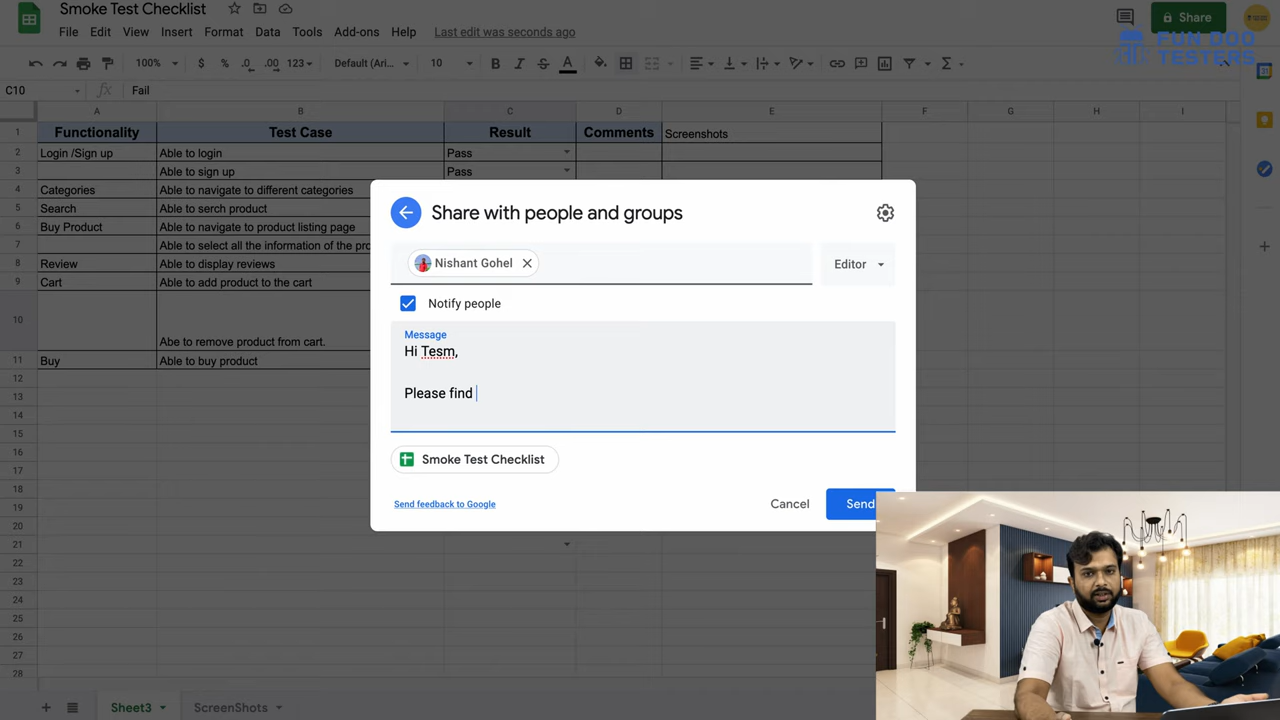 Smoke Test Checklist
Share
File Edit View Insert Format Data Tools Add-ons Help Last edit was seconds ago
FUN DOO
TESTERS
100% $ % .0 .00 123 Default (Ari... B I S A
C10 fx Fail
A B C D E F G H I
1 Functionality Test Case Result Comments Screenshots
2 Login /Sign up Able to login Pass
3 Able to sign up Pass
4 Categories Able to navigate to different categories
5 Search Able to serch product
6 Buy Product Able to navigate to product listing page
7 Able to select all the information of the pro
8 Review Able to display reviews
9 Cart Able to add product to the cart
10 Abe to remove product from cart.
11 Buy Able to buy product
12
13
14
15
16
17
18
19
20
21
22
23
24
25
26
27
28
Share with people and groups
Nishant Gohel
Editor
Notify people
Message
Hi Tesm,
Please find
Smoke Test Checklist
Send feedback to Google
Cancel
Send
Sheet3 ScreenShots